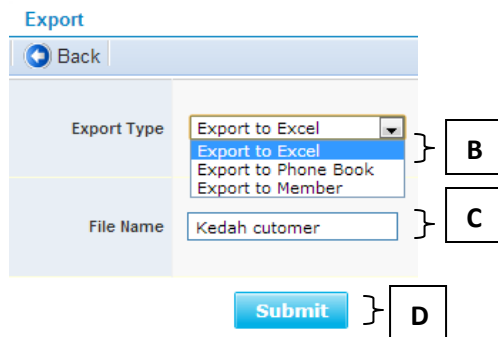 Export
Back
Export Type
Export to Excel
Export to Excel
Export to Phone Book
Export to Member
B
File Name
Kedah cutomer
C
Submit
D